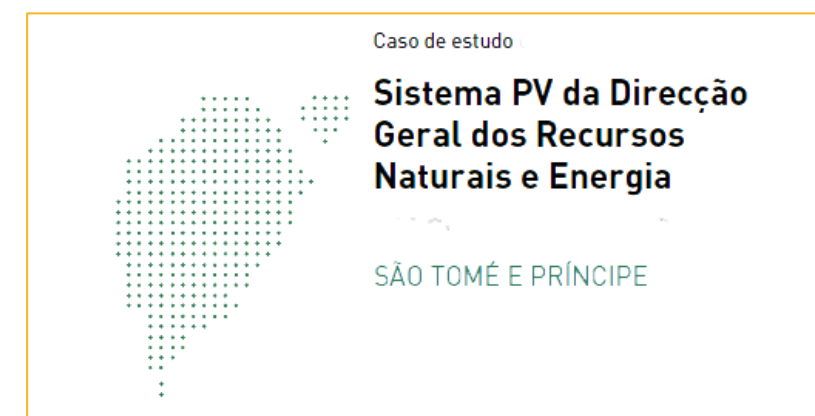 Caso de estudo
Sistema PV da Direcção
Geral dos Recursos
Naturais e Energia
SÃO TOMÉ E PRÍNCIPE